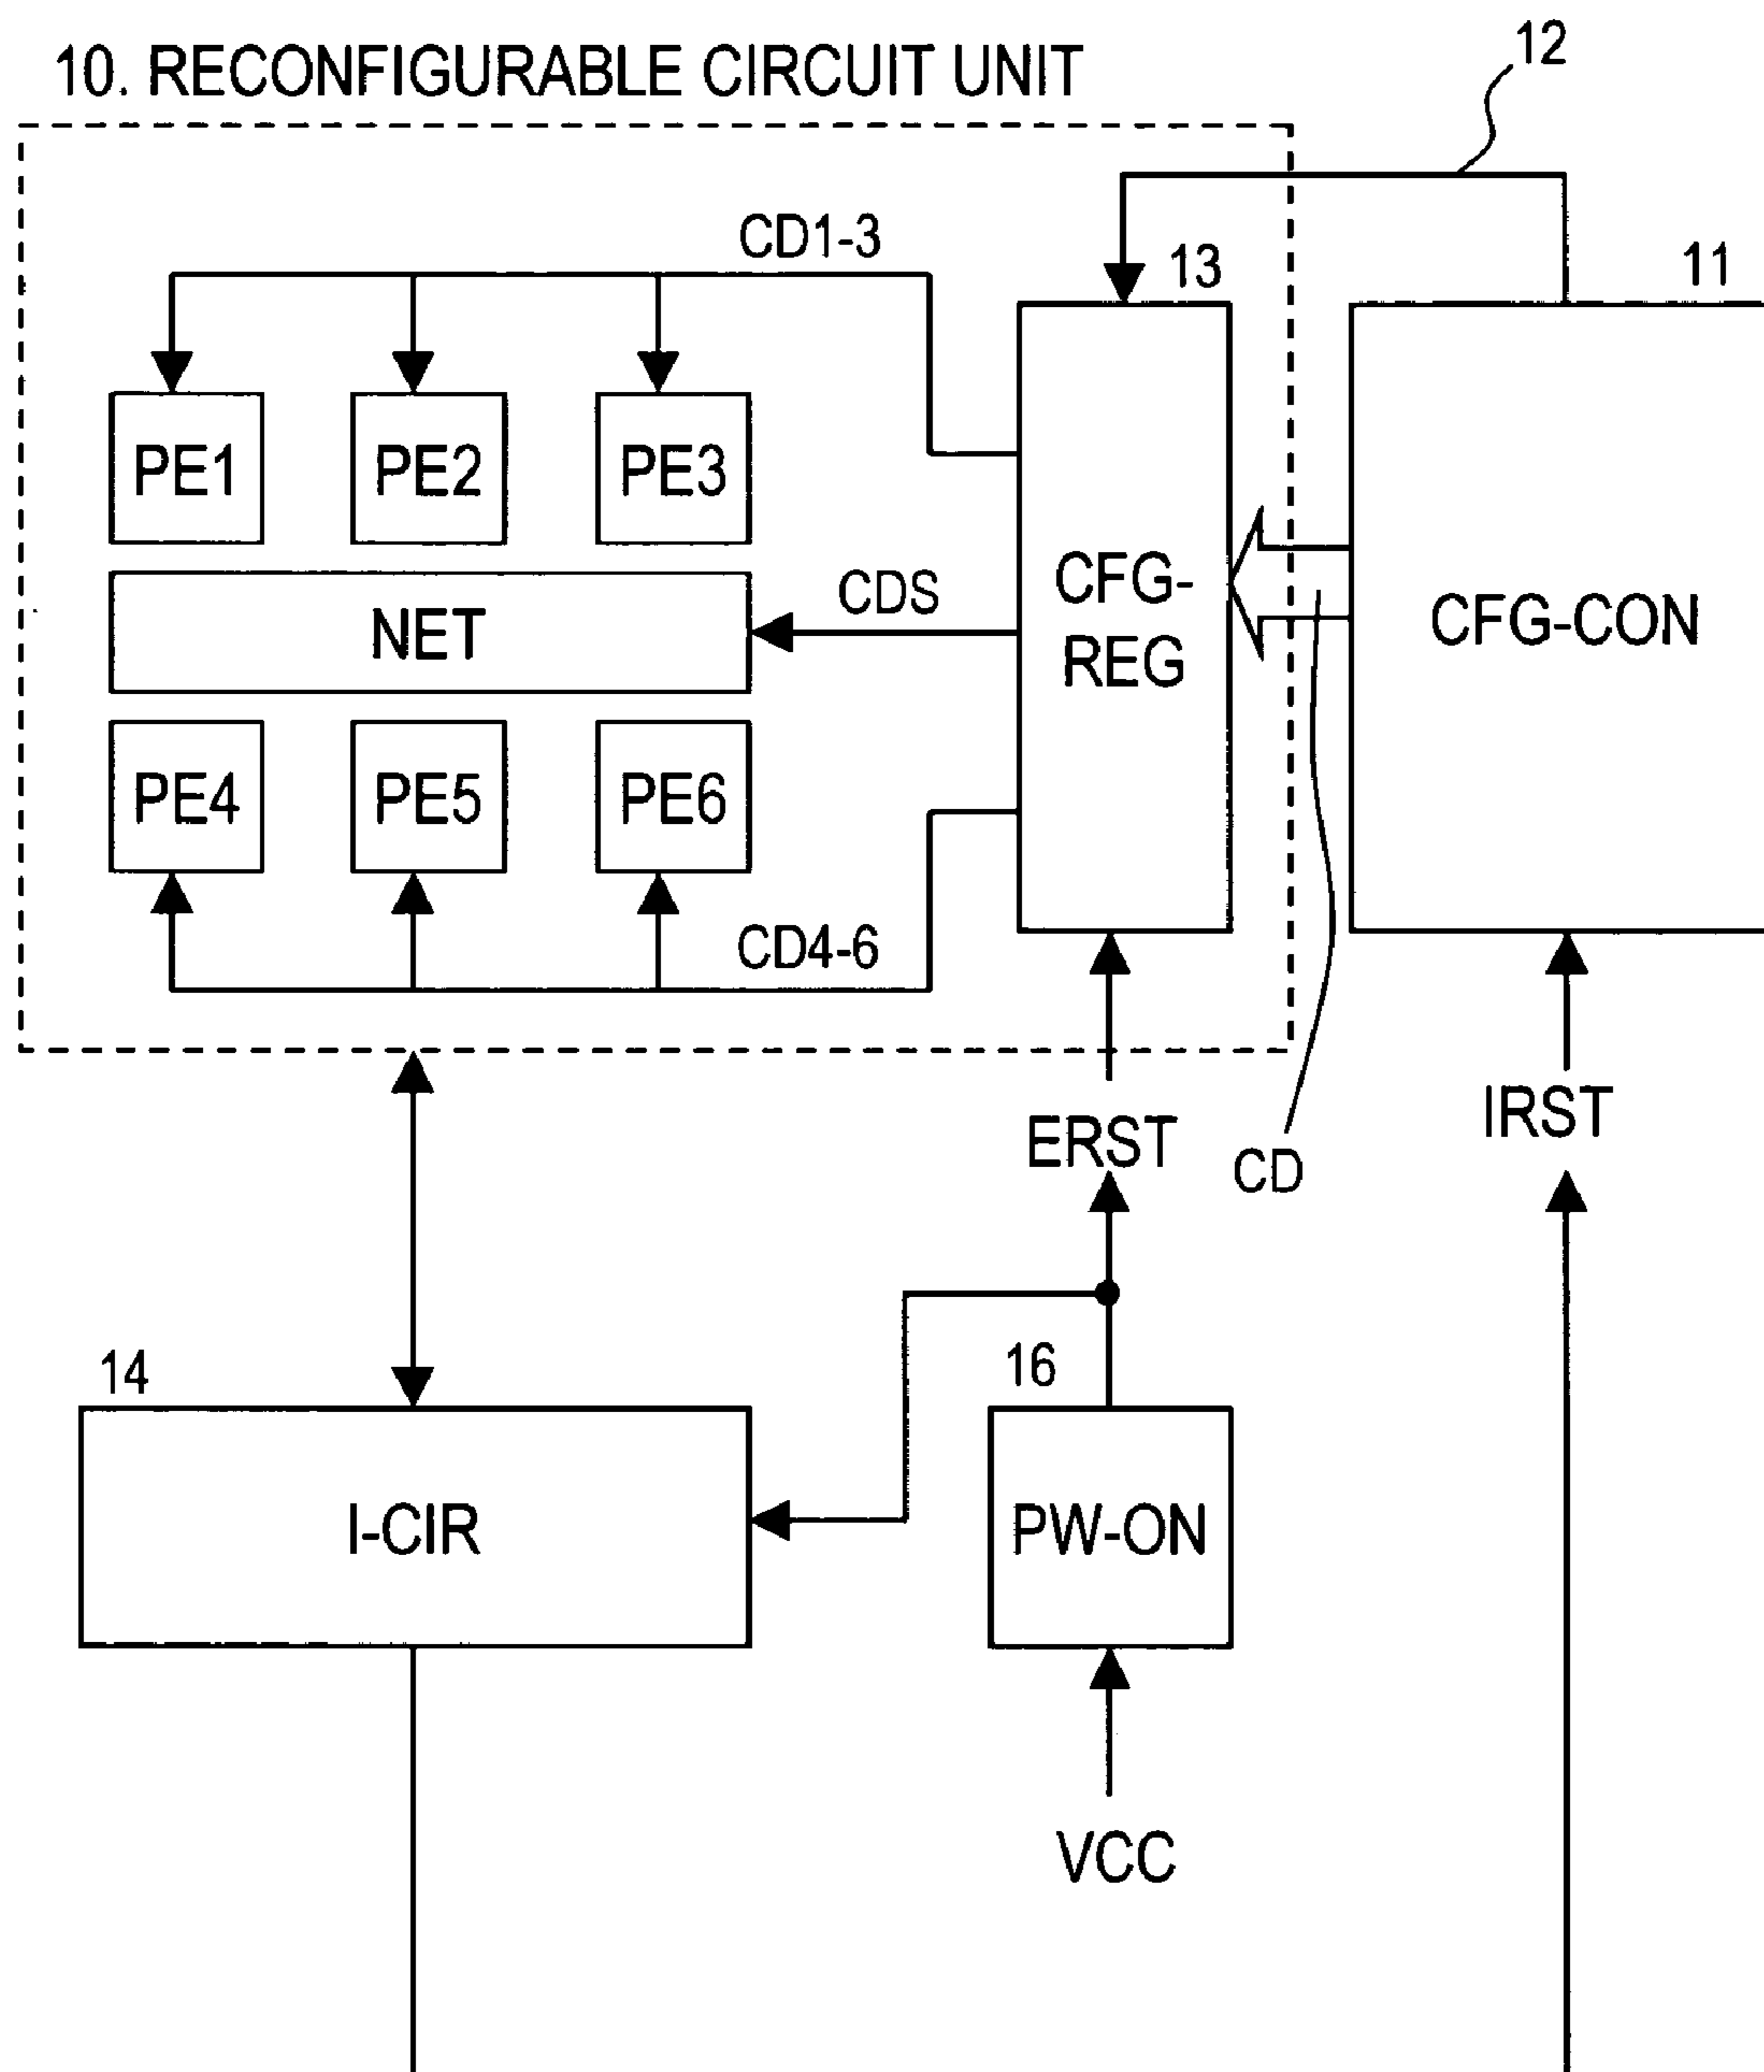 12
10. RECONFIGURABLE CIRCUIT UNIT
CD1-3
13
11
PE1
PE2
PE3
CDS
CFG-
REG
CFG-CON
NET
PE4
PE5
PE6
CD4-6
ERST
CD
IRST
14
16
I-CIR
PW-ON
VCC